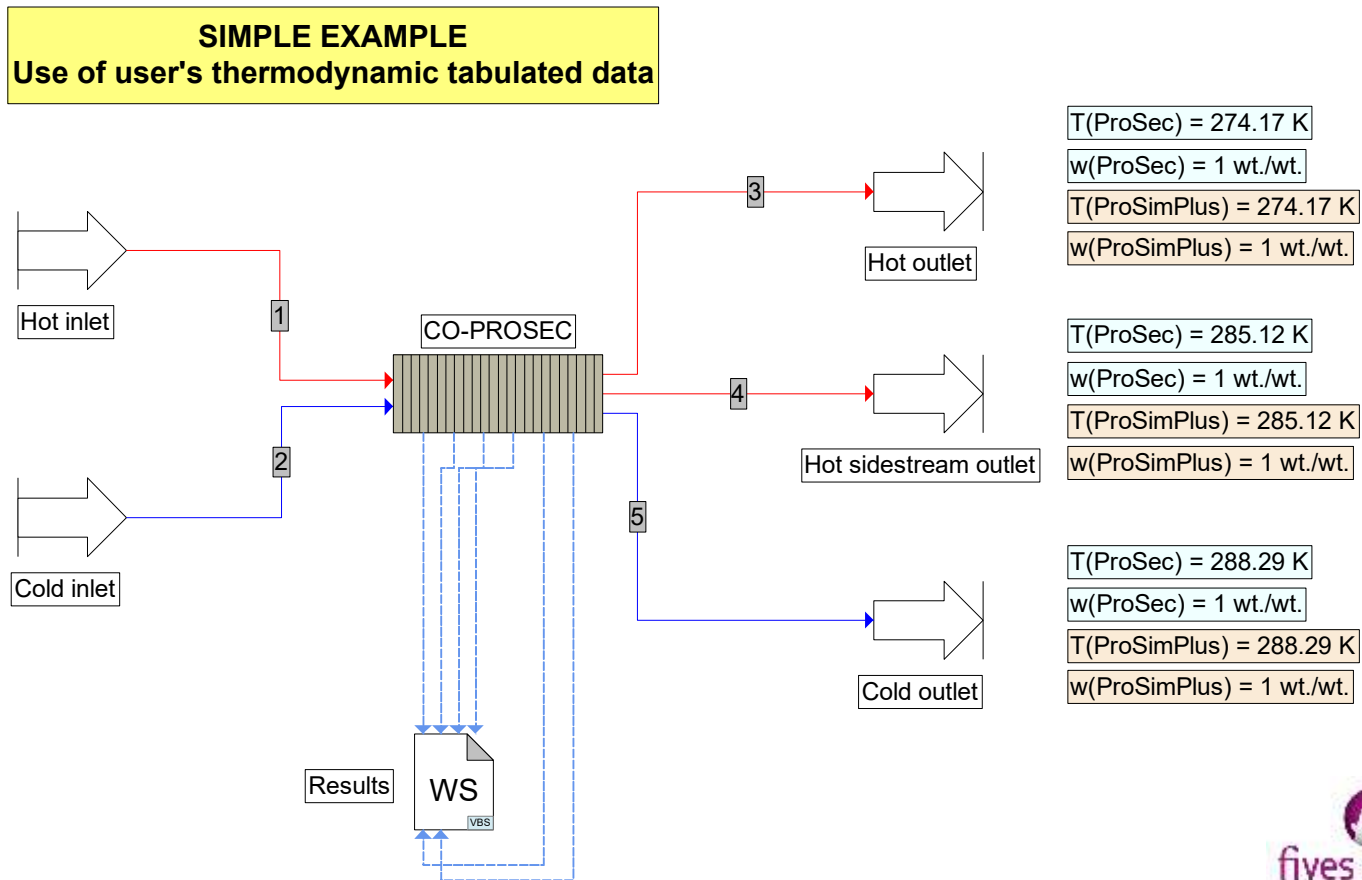 SIMPLE EXAMPLE
Use of user's thermodynamic tabulated data
Hot inlet
1
CO-PROSEC
Cold inlet
2
3
Hot outlet
T(ProSec) = 274.17 K
w(ProSec) = 1 wt./wt.
T(ProSimPlus) = 274.17 K
w(ProSimPlus) = 1 wt./wt.
4
Hot sidestream outlet
T(ProSec) = 285.12 K
w(ProSec) = 1 wt./wt.
T(ProSimPlus) = 285.12 K
w(ProSimPlus) = 1 wt./wt.
5
Cold outlet
T(ProSec) = 288.29 K
w(ProSec) = 1 wt./wt.
T(ProSimPlus) = 288.29 K
w(ProSimPlus) = 1 wt./wt.
Results
WS
VBS
fives